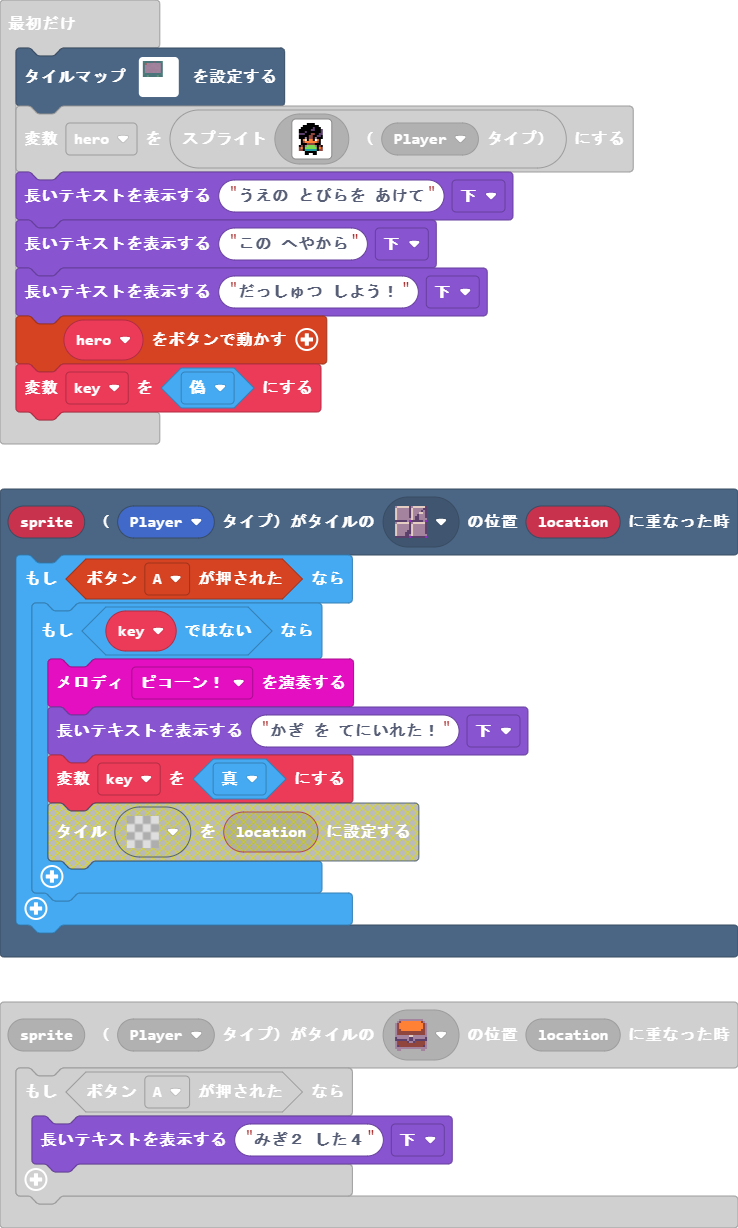 最初だけ
タイルマップ を設定する
変数 hero を スプライト ( Player タイプ) にする
長いテキストを表示する "うえの とびらを あけて" 下
長いテキストを表示する "この へやから" 下
長いテキストを表示する "だっしゅつ しよう!" 下
hero をボタンで動かす
変数 key を 偽 にする
sprite ( Player タイプ) がタイルの の位置 location に重なった時
もし ボタン A が押された なら
もし key ではない なら
メロディ ビコーン! を演奏する
長いテキストを表示する "かぎ を てにいれた!" 下
変数 key を 真 にする
タイル を location に設定する
sprite ( Player タイプ) がタイルの の位置 location に重なった時
もし ボタン A が押された なら
長いテキストを表示する "みぎ2 した4" 下